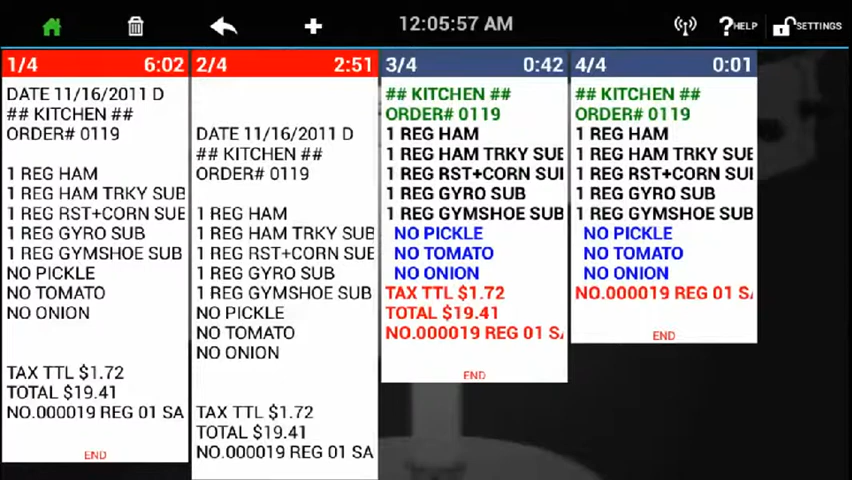 12:05:57 AM
HELP
SETTINGS
1/4 6:02
DATE 11/16/2011 D
## KITCHEN ##
ORDER# 0119
1 REG HAM
1 REG HAM TRKY SUB
1 REG RST+CORN SUB
1 REG GYRO SUB
1 REG GYMSHOE SUB
NO PICKLE
NO TOMATO
NO ONION
TAX TTL $1.72
TOTAL $19.41
NO.000019 REG 01 SA
END
2/4 2:51
DATE 11/16/2011 D
## KITCHEN ##
ORDER# 0119
1 REG HAM
1 REG HAM TRKY SUB
1 REG RST+CORN SUB
1 REG GYRO SUB
1 REG GYMSHOE SUB
NO PICKLE
NO TOMATO
NO ONION
TAX TTL $1.72
TOTAL $19.41
NO.000019 REG 01 SA
3/4 0:42
## KITCHEN ##
ORDER# 0119
1 REG HAM
1 REG HAM TRKY SUB
1 REG RST+CORN SUB
1 REG GYRO SUB
1 REG GYMSHOE SUB
NO PICKLE
NO TOMATO
NO ONION
TAX TTL $1.72
TOTAL $19.41
NO.000019 REG 01 SA
END
4/4 0:01
## KITCHEN ##
ORDER# 0119
1 REG HAM
1 REG HAM TRKY SUB
1 REG RST+CORN SUB
1 REG GYRO SUB
1 REG GYMSHOE SUB
NO PICKLE
NO TOMATO
NO ONION
NO.000019 REG 01 SA
END